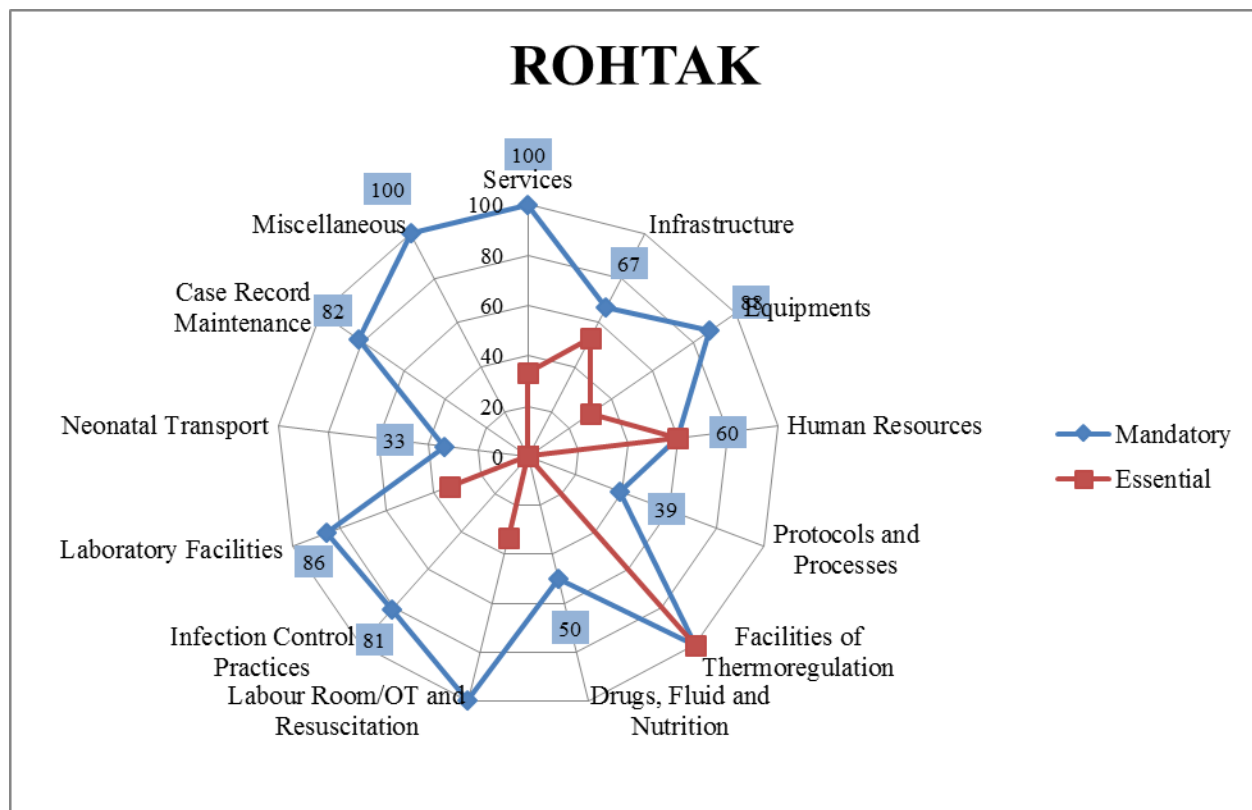 ROHTAK
100
Services
100
Miscellaneous
100
Infrastructure
67
80
Case Record
Maintenance
82
88
Equipments
60
40
20
0
Neonatal Transport
33
Human Resources
60
39
Protocols and
Processes
Laboratory Facilities
86
Infection Control
Practices
81
50
Facilities of
Thermoregulation
Labour Room/OT and
Resuscitation
Drugs, Fluid and
Nutrition
Mandatory
Essential